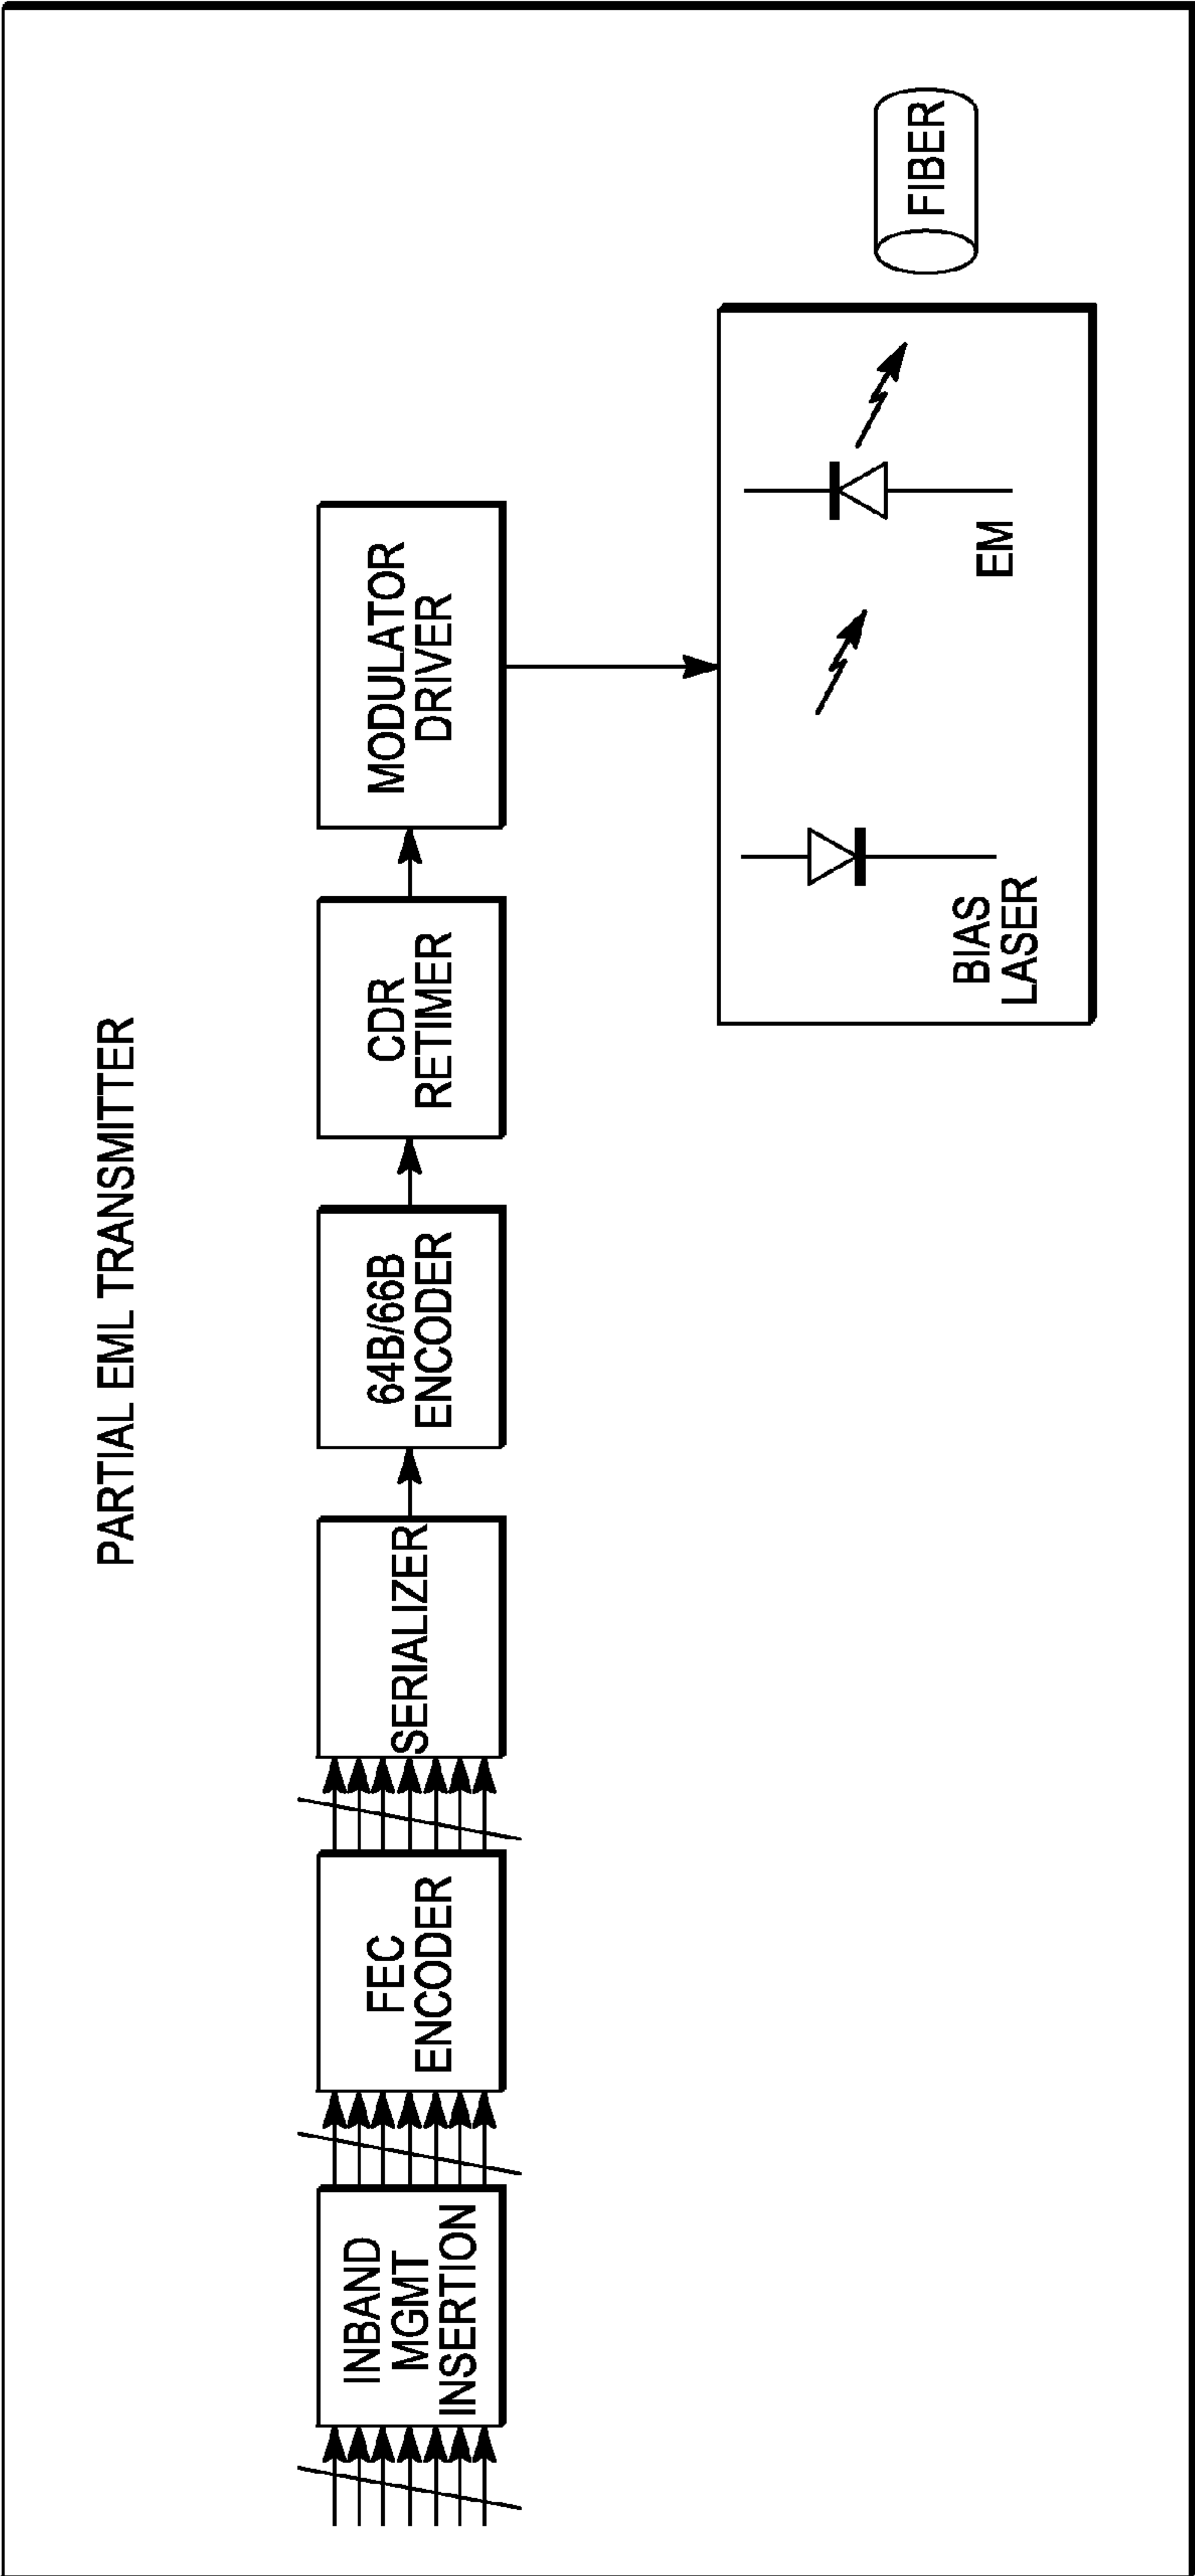 PARTIAL EML TRANSMITTER
INBAND
MGMT
INSERTION
FEC
ENCODER
SERIALIZER
64B/66B
ENCODER
CDR
RETIMER
MODULATOR
DRIVER
BIAS
LASER
EM
FIBER